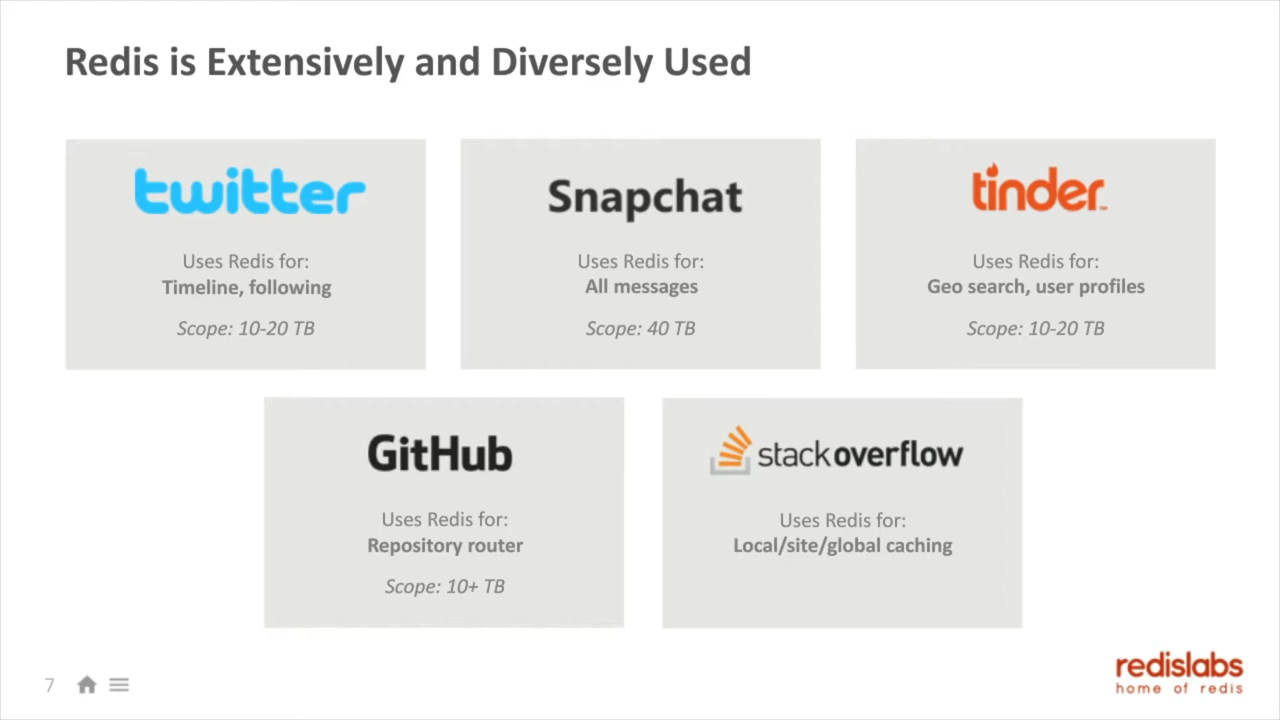 Redis is Extensively and Diversely Used
twitter
Uses Redis for:
Timeline, following
Scope: 10-20 TB
Snapchat
Uses Redis for:
All messages
Scope: 40 TB
tinder
Uses Redis for:
Geo search, user profiles
Scope: 10-20 TB
GitHub
Uses Redis for:
Repository router
Scope: 10+ TB
stackoverflow
Uses Redis for:
Local/site/global caching
7
redislabs
home of redis